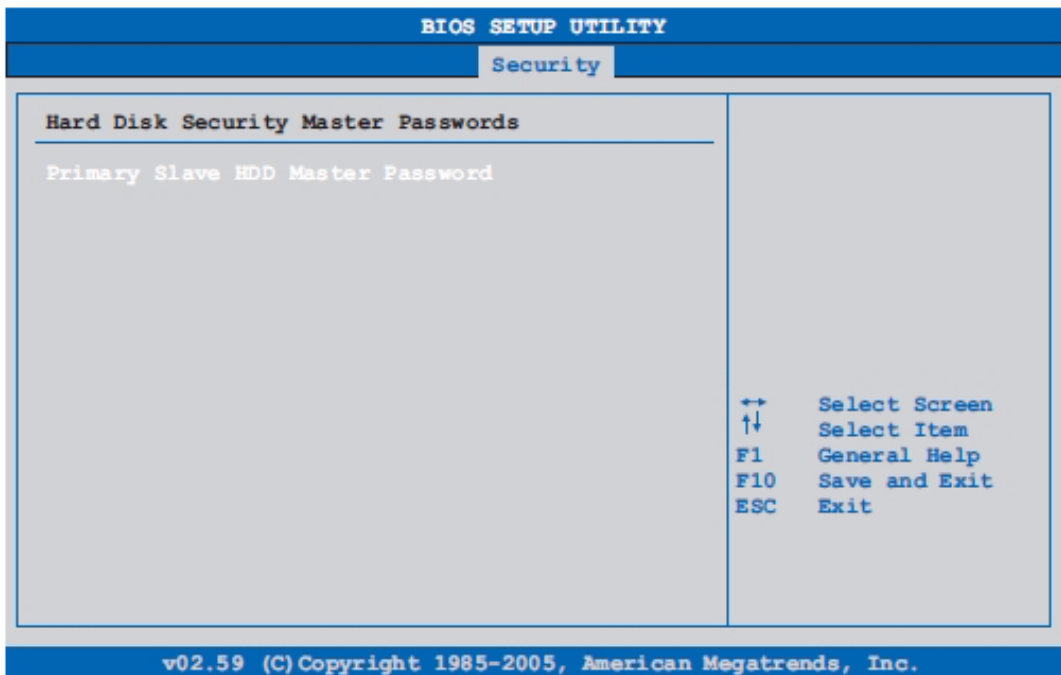 BIOS SETUP UTILITY
Security
Hard Disk Security Master Passwords
Primary Slave HDD Master Password
↔ Select Screen
↑↓ Select Item
F1 General Help
F10 Save and Exit
ESC Exit
v02.59 (C)Copyright 1985-2005, American Megatrends, Inc.